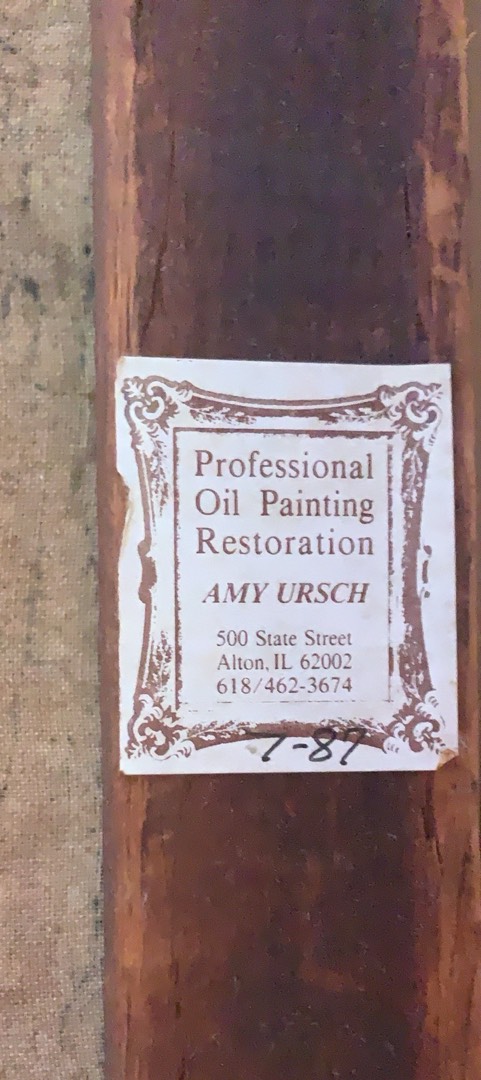 Professional
Oil Painting
Restoration
AMY URSCH
500 State Street
Alton, IL 62002
618/462-3674
7-87